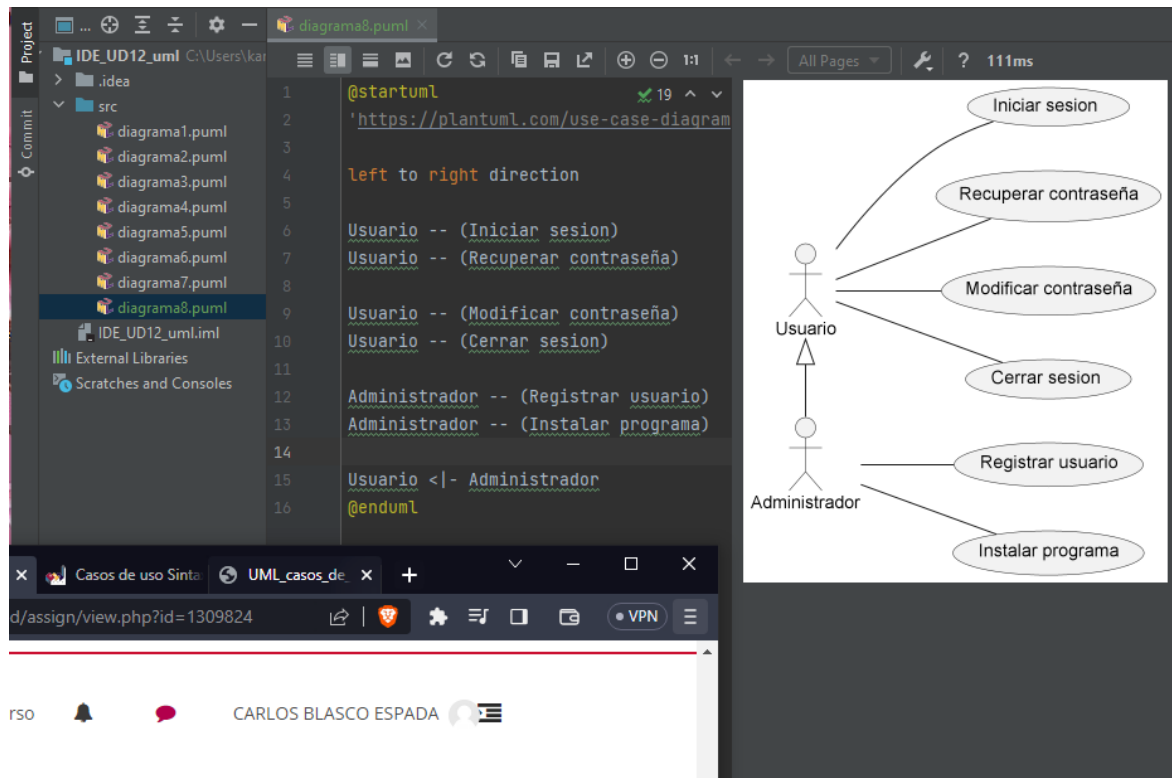 Project
Commit
...
diagrama8.puml
IDE_UD12_uml C:\Users\kar
.idea
src
diagrama1.puml
diagrama2.puml
diagrama3.puml
diagrama4.puml
diagrama5.puml
diagrama6.puml
diagrama7.puml
diagrama8.puml
IDE_UD12_uml.iml
External Libraries
Scratches and Consoles
1:1
All Pages
?
111ms
19
1 @startuml
2 'https://plantuml.com/use-case-diagram
3
4 left to right direction
5
6 Usuario -- (Iniciar sesion)
7 Usuario -- (Recuperar contraseña)
8
9 Usuario -- (Modificar contraseña)
10 Usuario -- (Cerrar sesion)
11
12 Administrador -- (Registrar usuario)
13 Administrador -- (Instalar programa)
14
15 Usuario <|- Administrador
16 @enduml
Iniciar sesion
Recuperar contraseña
Modificar contraseña
Usuario
Cerrar sesion
Registrar usuario
Administrador
Instalar programa
Casos de uso Sinta
UML_casos_de_
d/assign/view.php?id=1309824
VPN
rso
CARLOS BLASCO ESPADA